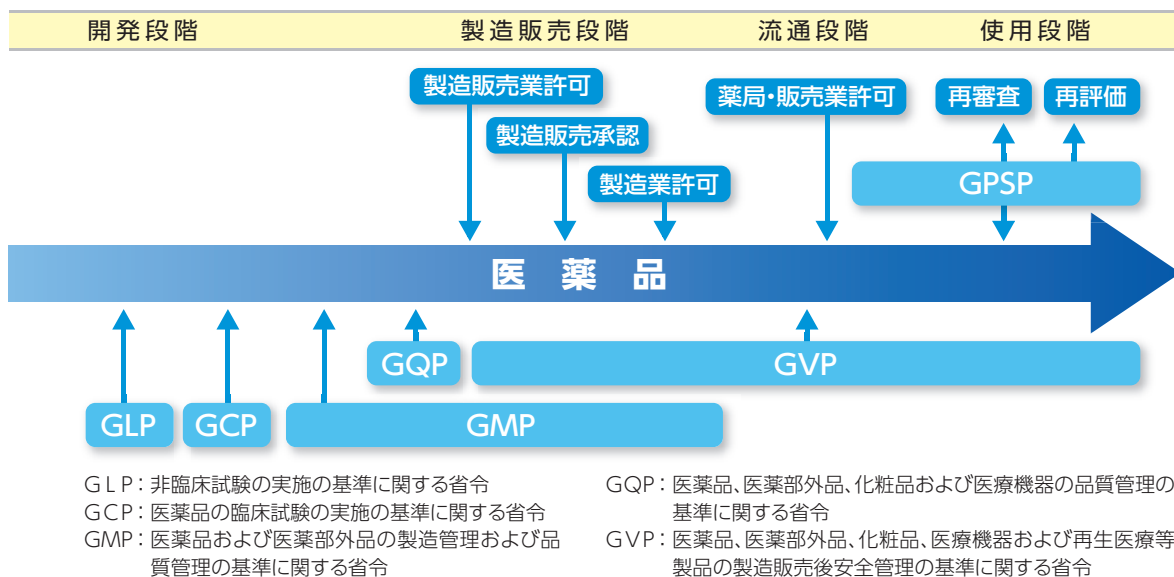 開発段階 製造販売段階 流通段階 使用段階
製造販売業許可 薬局・販売業許可 再審査 再評価
製造販売承認
製造業許可 GPSP
医薬品
GQP GVP
GLP GCP GMP
GLP：非臨床試験の実施の基準に関する省令
GCP：医薬品の臨床試験の実施の基準に関する省令
GMP：医薬品および医薬部外品の製造管理および品
質管理の基準に関する省令
GQP：医薬品、医薬部外品、化粧品および医療機器の品質管理の
基準に関する省令
GVP：医薬品、医薬部外品、化粧品、医療機器および再生医療等
製品の製造販売後安全管理の基準に関する省令